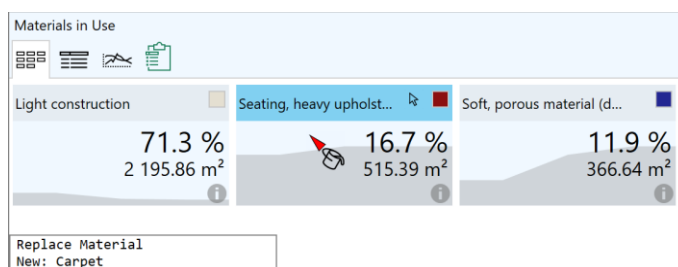 Materials in Use
Light construction
71.3 %
2 195.86 m²
Seating, heavy upholst...
16.7 %
515.39 m²
Soft, porous material (d...
11.9 %
366.64 m²
Replace Material
New: Carpet